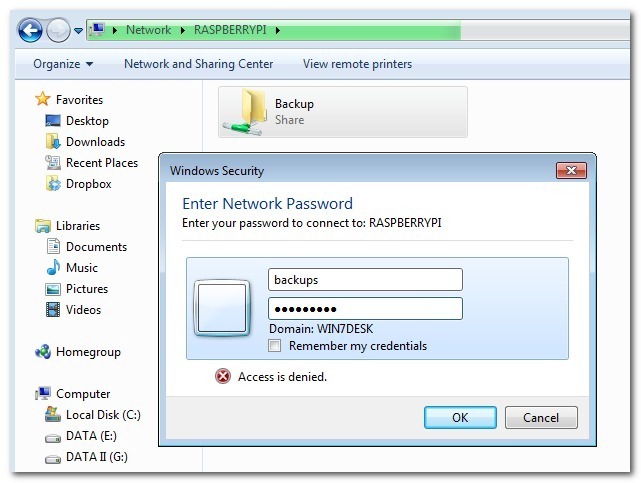 Network RASPBERRYPI
Organize Network and Sharing Center View remote printers
Favorites
Desktop
Downloads
Recent Places
Dropbox
Libraries
Documents
Music
Pictures
Videos
Homegroup
Computer
Local Disk (C:)
DATA (E:)
DATA II (G:)
Backup
Share
Windows Security
Enter Network Password
Enter your password to connect to: RASPBERRYPI
backups
●●●●●●●●●
Domain: WIN7DESK
Remember my credentials
Access is denied.
OK Cancel